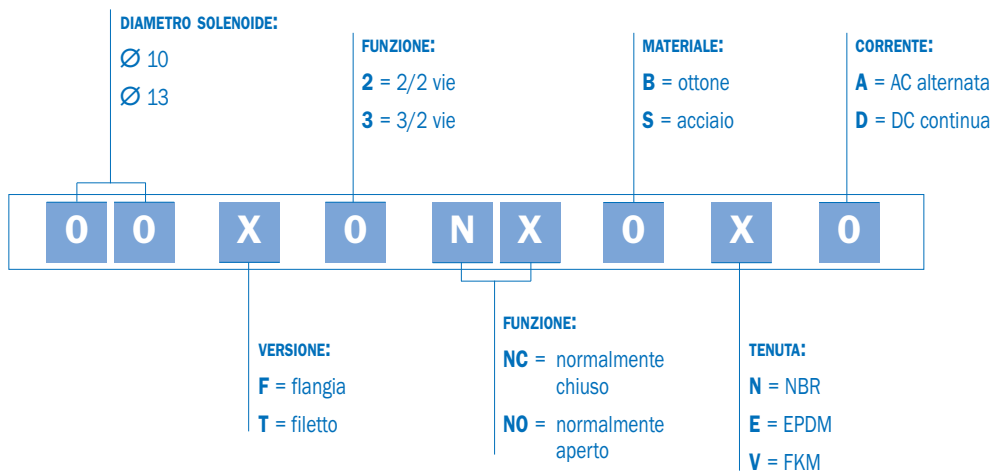 DIAMETRO SOLENOIDE:
Ø 10
Ø 13
FUNZIONE:
2 = 2/2 vie
3 = 3/2 vie
MATERIALE:
B = ottone
S = acciaio
CORRENTE:
A = AC alternata
D = DC continua
0 0 X 0 N X 0 X 0
VERSIONE:
F = flangia
T = filetto
FUNZIONE:
NC = normalmente
chiuso
NO = normalmente
aperto
TENUTA:
N = NBR
E = EPDM
V = FKM